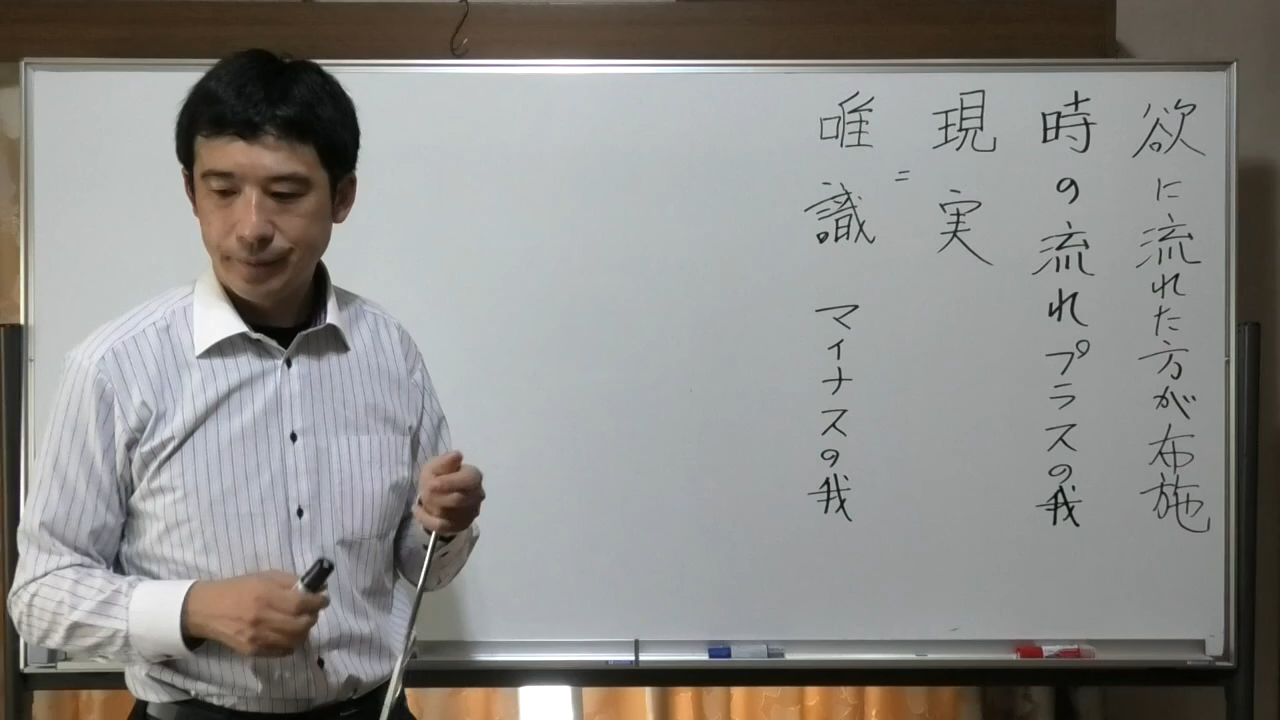 欲に流れた方が布施
時の流れプラスの我
現実
=
唯識 マイナスの我